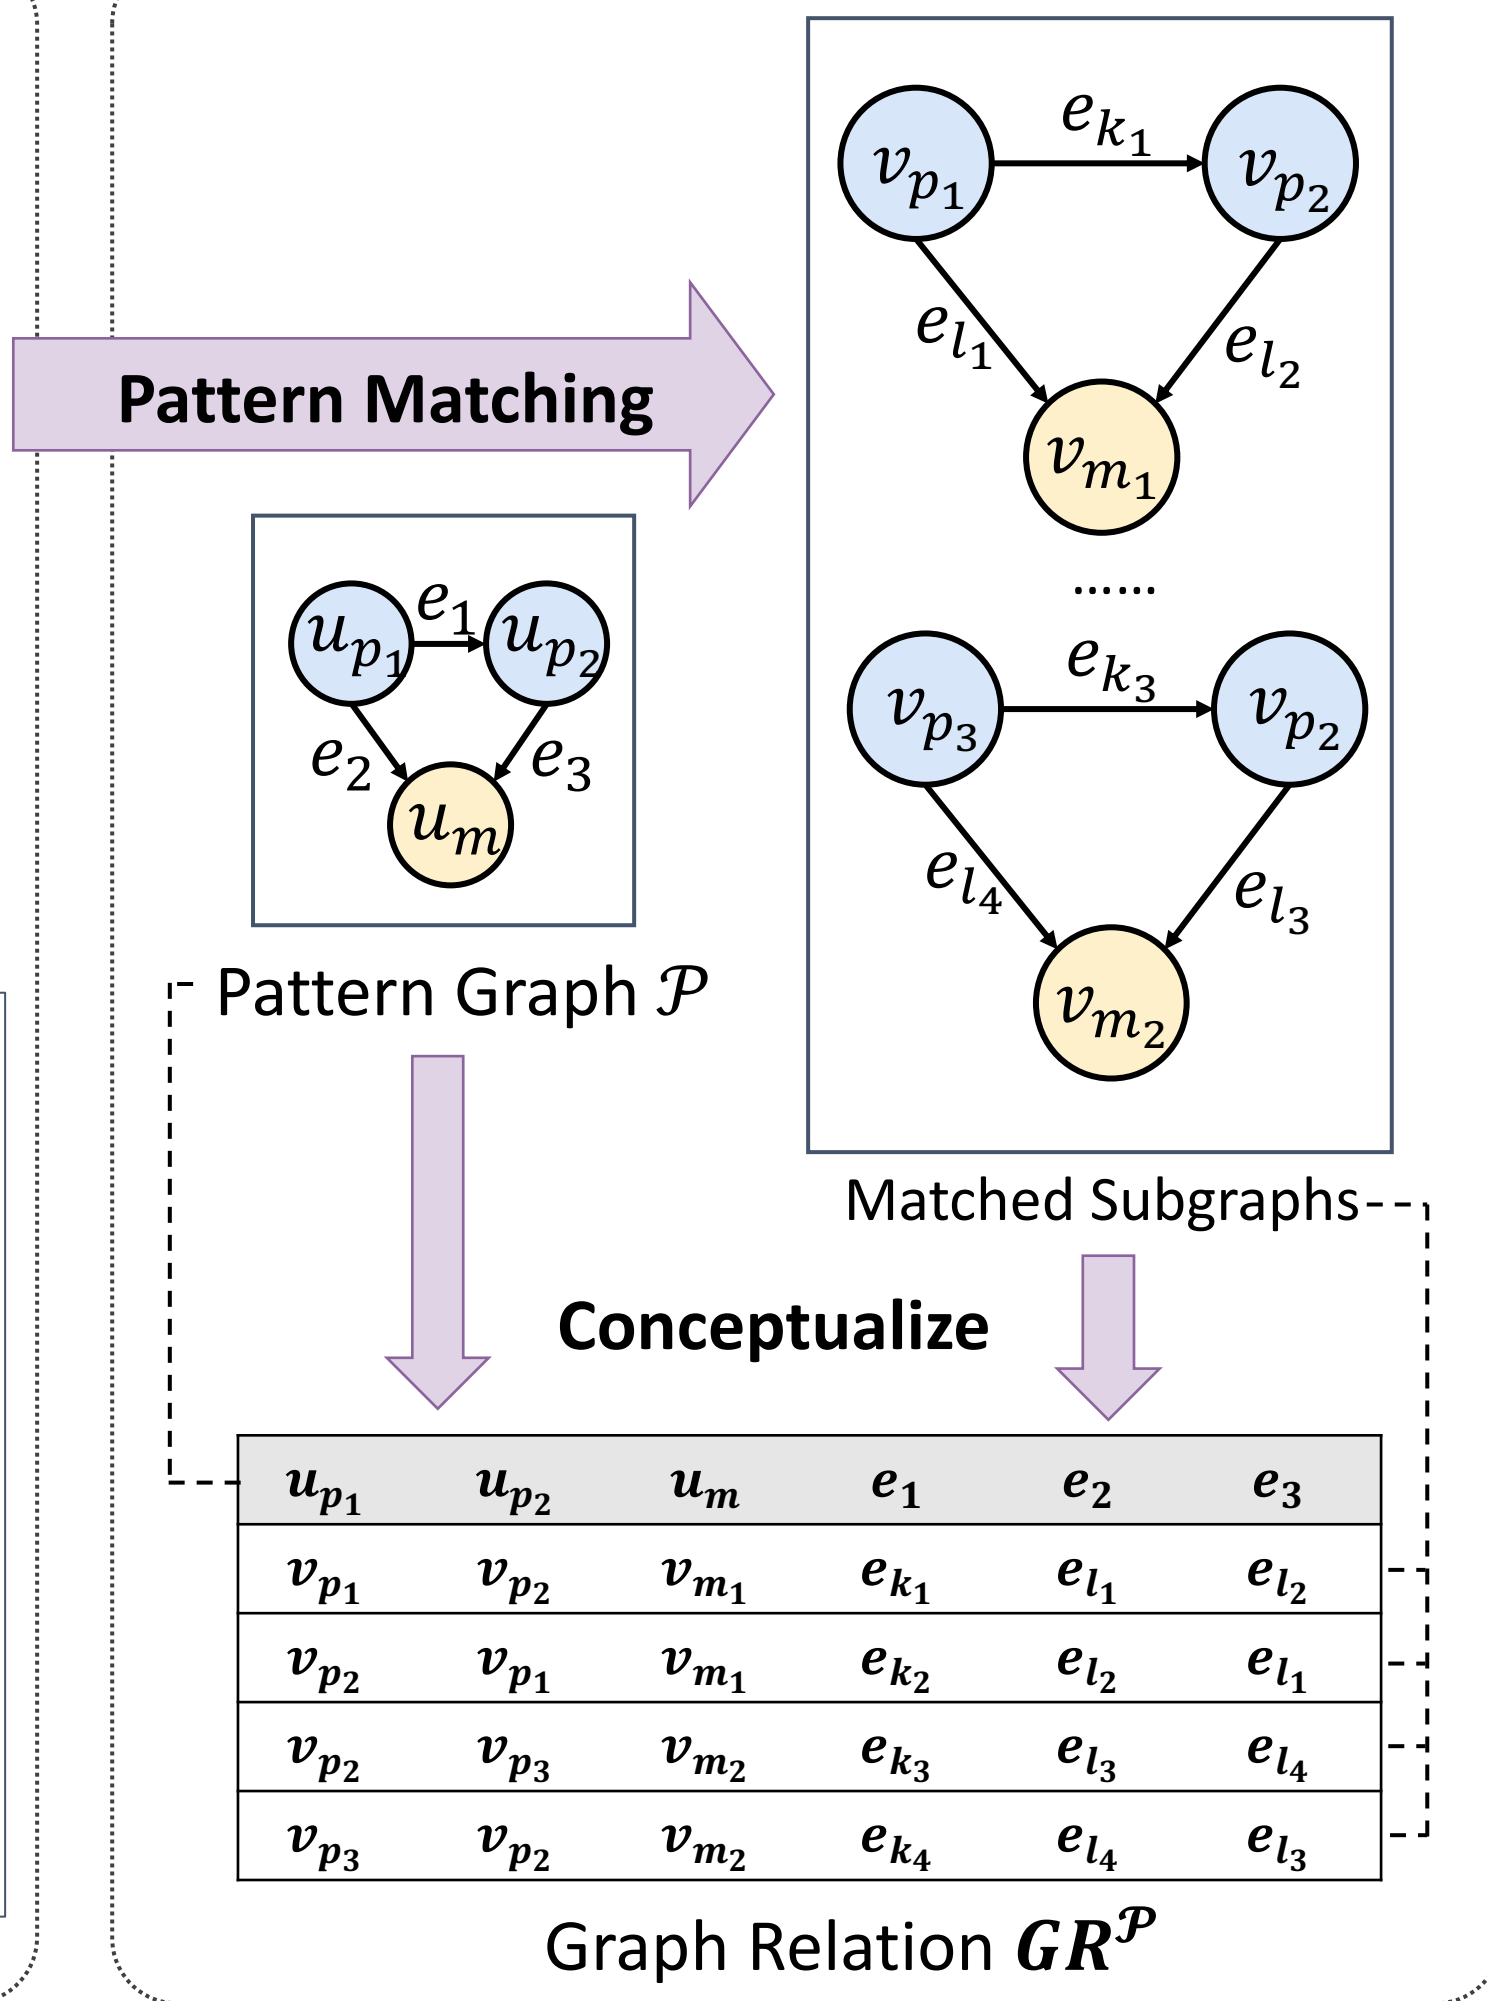 e_{k_1}
v_{p_1} v_{p_2}
e_{l_1} e_{l_2}
v_{m_1}
......
e_{k_3}
v_{p_3} v_{p_2}
e_{l_4} e_{l_3}
v_{m_2}
Matched Subgraphs
Pattern Matching
e_1
u_{p_1} u_{p_2}
e_2 e_3
u_m
Pattern Graph 𝒫
Conceptualize
u_{p_1} u_{p_2} u_m e_1 e_2 e_3
v_{p_1} v_{p_2} v_{m_1} e_{k_1} e_{l_1} e_{l_2}
v_{p_2} v_{p_1} v_{m_1} e_{k_2} e_{l_2} e_{l_1}
v_{p_2} v_{p_3} v_{m_2} e_{k_3} e_{l_3} e_{l_4}
v_{p_3} v_{p_2} v_{m_2} e_{k_4} e_{l_4} e_{l_3}
Graph Relation GR^𝒫